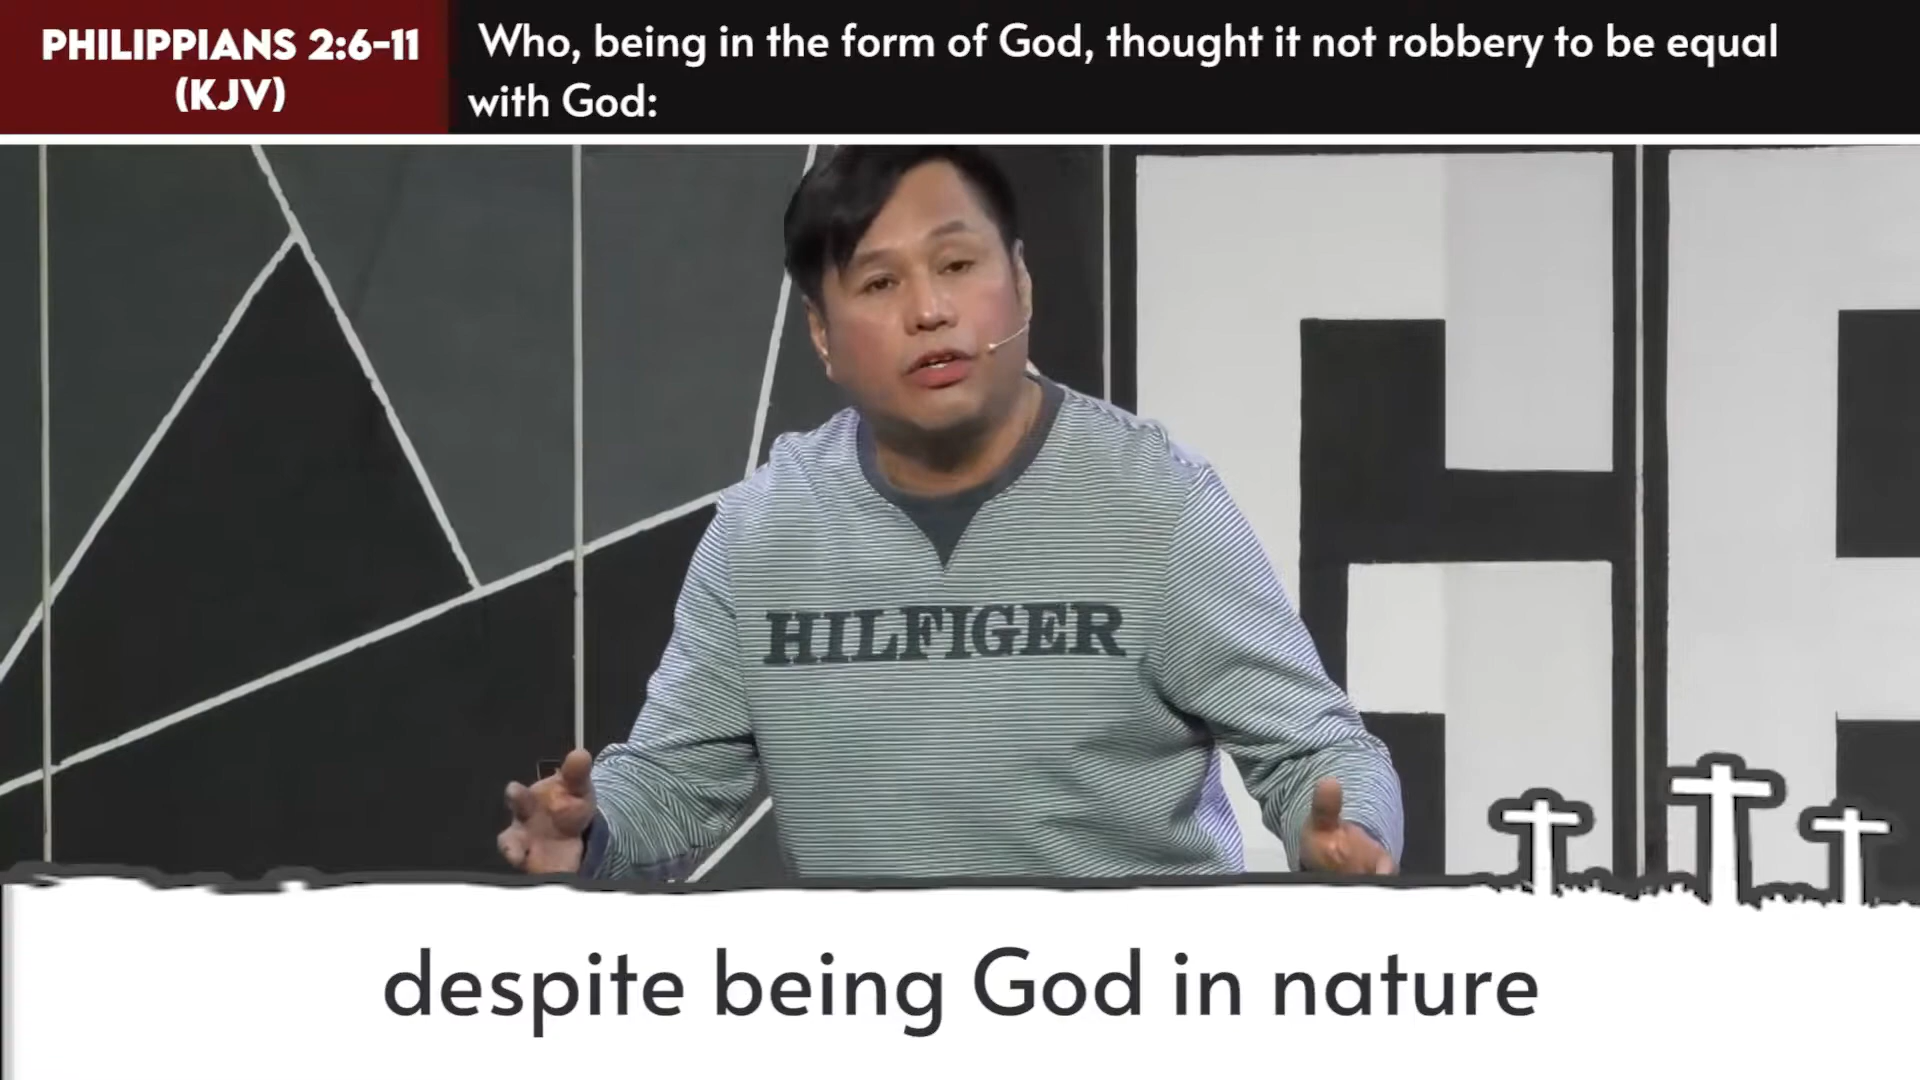 PHILIPPIANS 2:6-11
(KJV)
Who, being in the form of God, thought it not robbery to be equal
with God:
HILFIGER
despite being God in nature